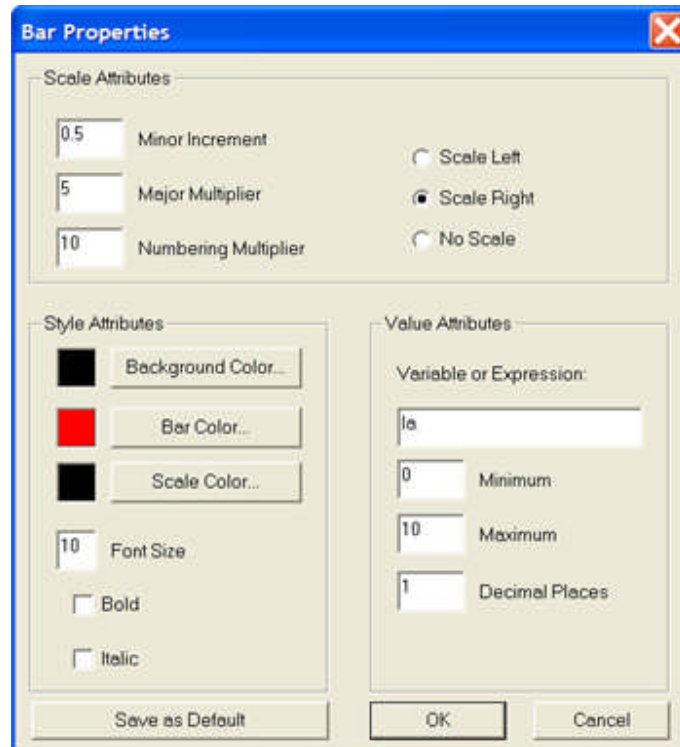 Bar Properties
Scale Attributes
0.5 Minor Increment
5 Major Multiplier
10 Numbering Multiplier
Scale Left
Scale Right
No Scale
Style Attributes
Background Color...
Bar Color...
Scale Color...
10 Font Size
Bold
Italic
Save as Default
Value Attributes
Variable or Expression:
Ia
0 Minimum
10 Maximum
1 Decimal Places
OK
Cancel